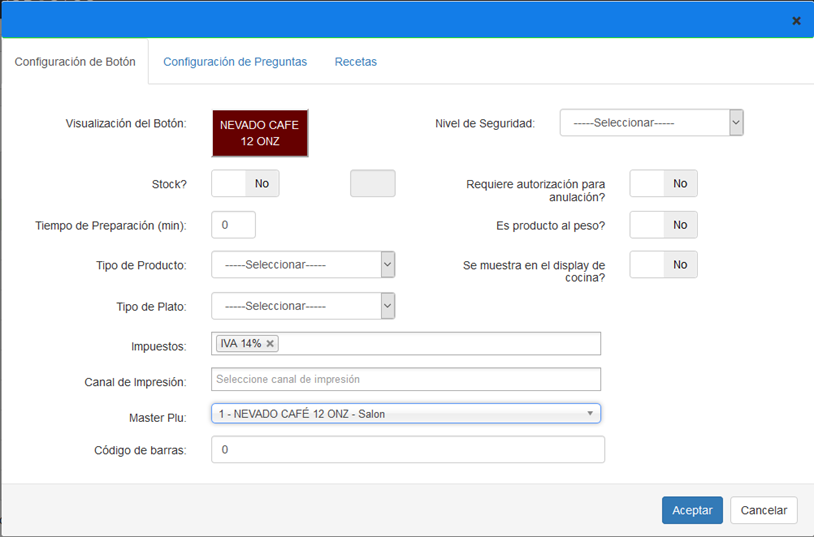 ×
Configuración de Botón
Configuración de Preguntas
Recetas
Visualización del Botón:
NEVADO CAFE
12 ONZ
Nivel de Seguridad:
-----Seleccionar-----
Stock?
No
Requiere autorización para
anulación?
No
Tiempo de Preparación (min):
0
Es producto al peso?
No
Tipo de Producto:
-----Seleccionar-----
Se muestra en el display de
cocina?
No
Tipo de Plato:
-----Seleccionar-----
Impuestos:
IVA 14% ×
Canal de Impresión:
Seleccione canal de impresión
Master Plu:
1 - NEVADO CAFÉ 12 ONZ - Salon
Código de barras:
0
Aceptar
Cancelar